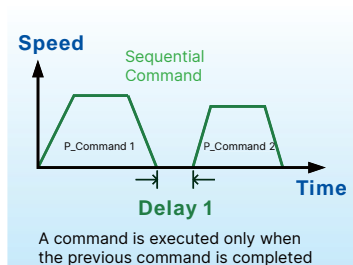 Speed
Sequential
Command
P_Command 1
P_Command 2
Time
Delay 1
A command is executed only when
the previous command is completed